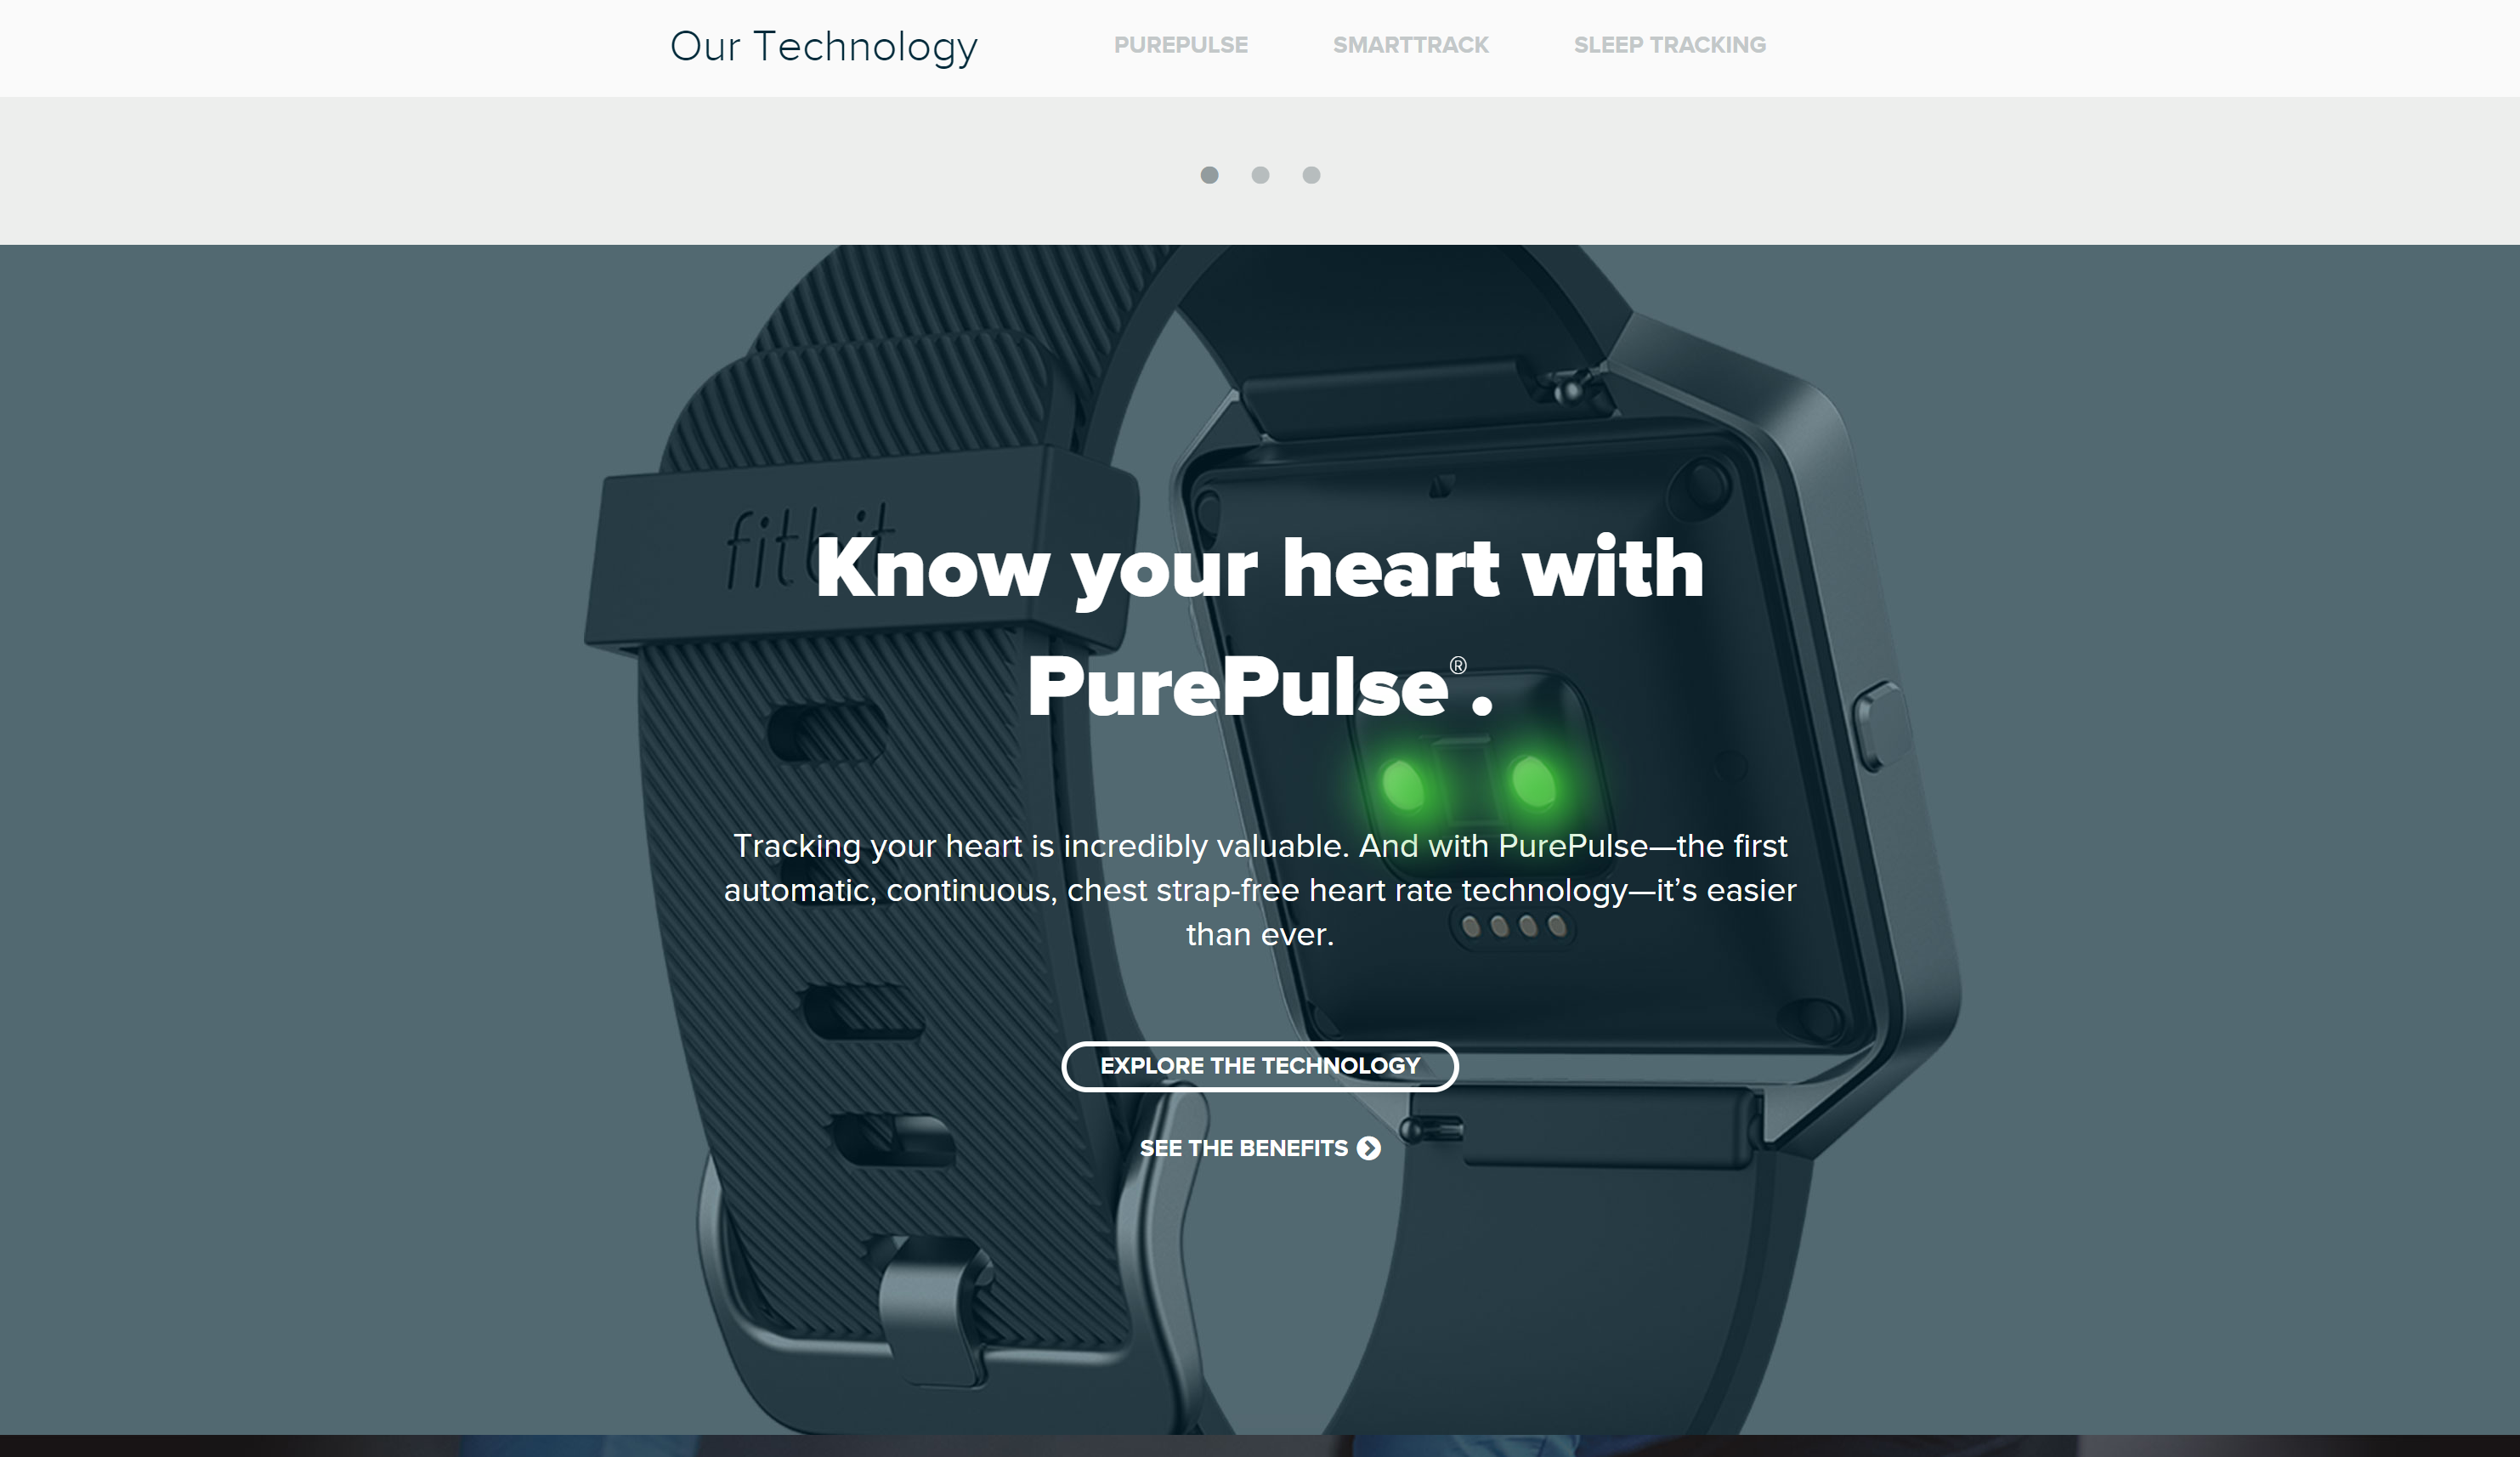 Our Technology PUREPULSE SMARTTRACK SLEEP TRACKING
fitbit
Know your heart with
PurePulse®.
Tracking your heart is incredibly valuable. And with PurePulse—the first
automatic, continuous, chest strap-free heart rate technology—it’s easier
than ever.
EXPLORE THE TECHNOLOGY
SEE THE BENEFITS